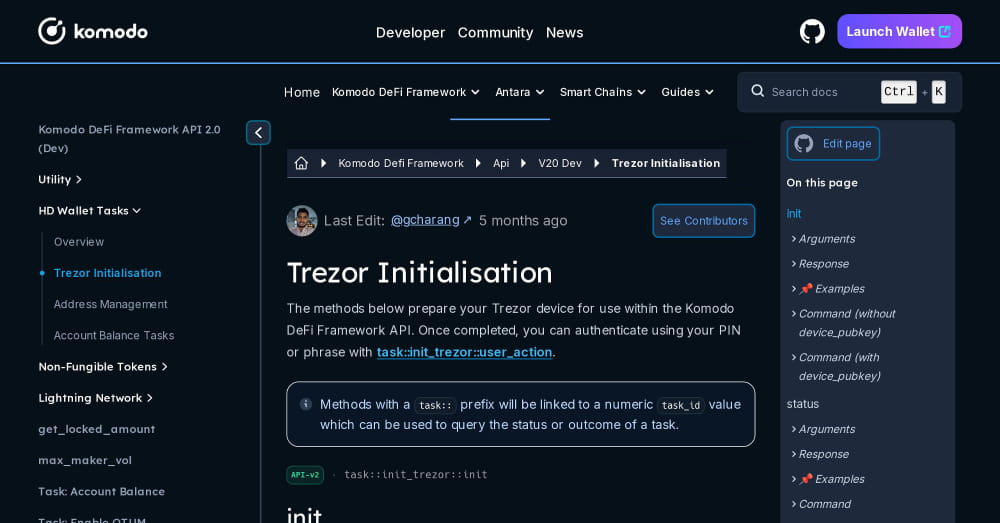 komodo
Developer Community News
Launch Wallet
Home Komodo DeFi Framework Antara Smart Chains Guides
Search docs Ctrl + K
Komodo DeFi Framework API 2.0
(Dev)
Utility
HD Wallet Tasks
Overview
Trezor Initialisation
Address Management
Account Balance Tasks
Non-Fungible Tokens
Lightning Network
get_locked_amount
max_maker_vol
Task: Account Balance
Task: Enable QTUM
Komodo Defi Framework Api V20 Dev Trezor Initialisation
Last Edit: @gcharang ↗ 5 months ago
See Contributors
Trezor Initialisation
The methods below prepare your Trezor device for use within the Komodo
DeFi Framework API. Once completed, you can authenticate using your PIN
or phrase with task::init_trezor::user_action.
Methods with a task:: prefix will be linked to a numeric task_id value
which can be used to query the status or outcome of a task.
API-v2 · task::init_trezor::init
init
Edit page
On this page
init
Arguments
Response
📌 Examples
Command (without
device_pubkey)
Command (with
device_pubkey)
status
Arguments
Response
📌 Examples
Command